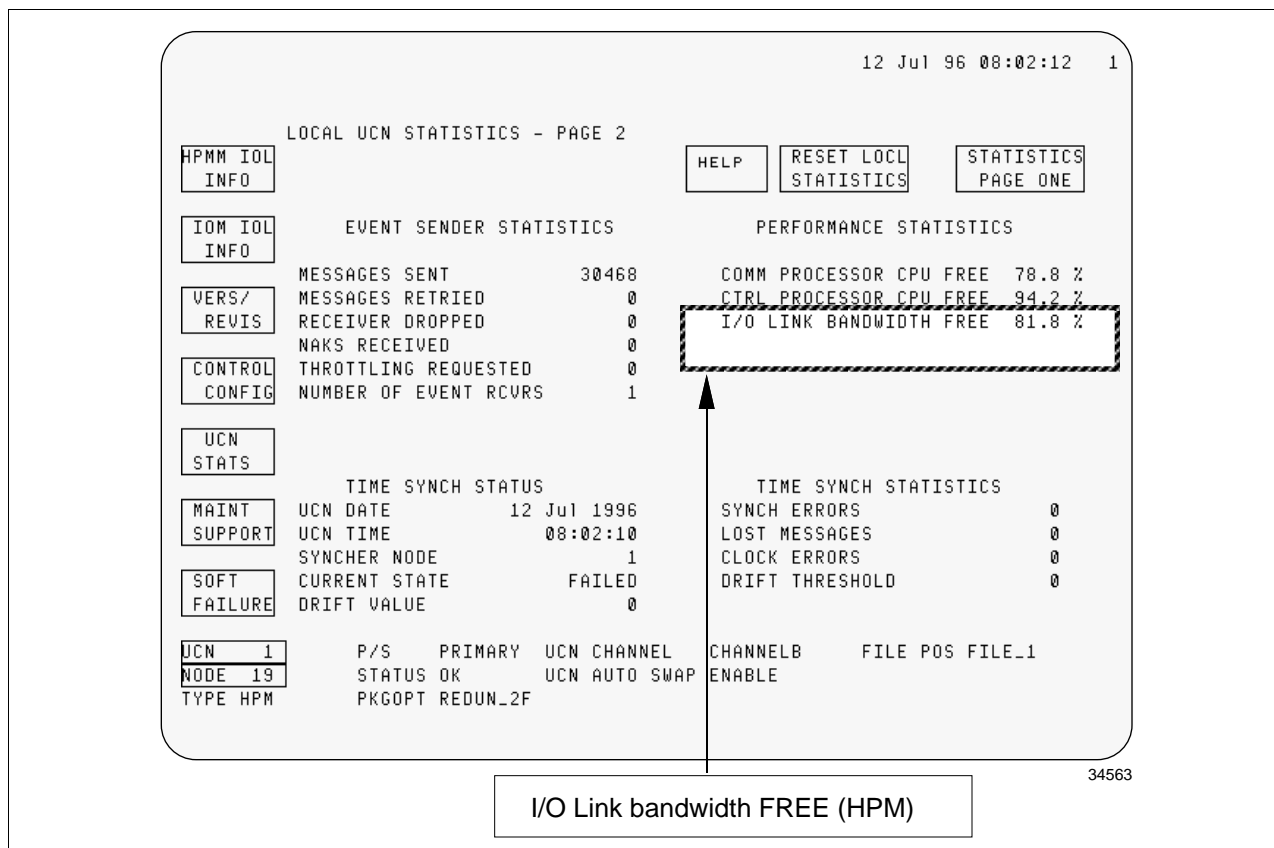 12 Jul 96 08:02:12 1
LOCAL UCN STATISTICS - PAGE 2
HPMM IOL
INFO
HELP
RESET LOCL
STATISTICS
STATISTICS
PAGE ONE
IOM IOL
INFO
VERS/
REVIS
CONTROL
CONFIG
UCN
STATS
MAINT
SUPPORT
SOFT
FAILURE
EVENT SENDER STATISTICS
MESSAGES SENT 30468
MESSAGES RETRIED 0
RECEIVER DROPPED 0
NAKS RECEIVED 0
THROTTLING REQUESTED 0
NUMBER OF EVENT RCVRS 1
PERFORMANCE STATISTICS
COMM PROCESSOR CPU FREE 78.8 %
CTRL PROCESSOR CPU FREE 94.2 %
I/O LINK BANDWIDTH FREE 81.8 %
TIME SYNCH STATUS
UCN DATE 12 Jul 1996
UCN TIME 08:02:10
SYNCHER NODE 1
CURRENT STATE FAILED
DRIFT VALUE 0
TIME SYNCH STATISTICS
SYNCH ERRORS 0
LOST MESSAGES 0
CLOCK ERRORS 0
DRIFT THRESHOLD 0
UCN 1 P/S PRIMARY UCN CHANNEL CHANNELB FILE POS FILE_1
NODE 19 STATUS OK UCN AUTO SWAP ENABLE
TYPE HPM PKGOPT REDUN_2F
34563
I/O Link bandwidth FREE (HPM)